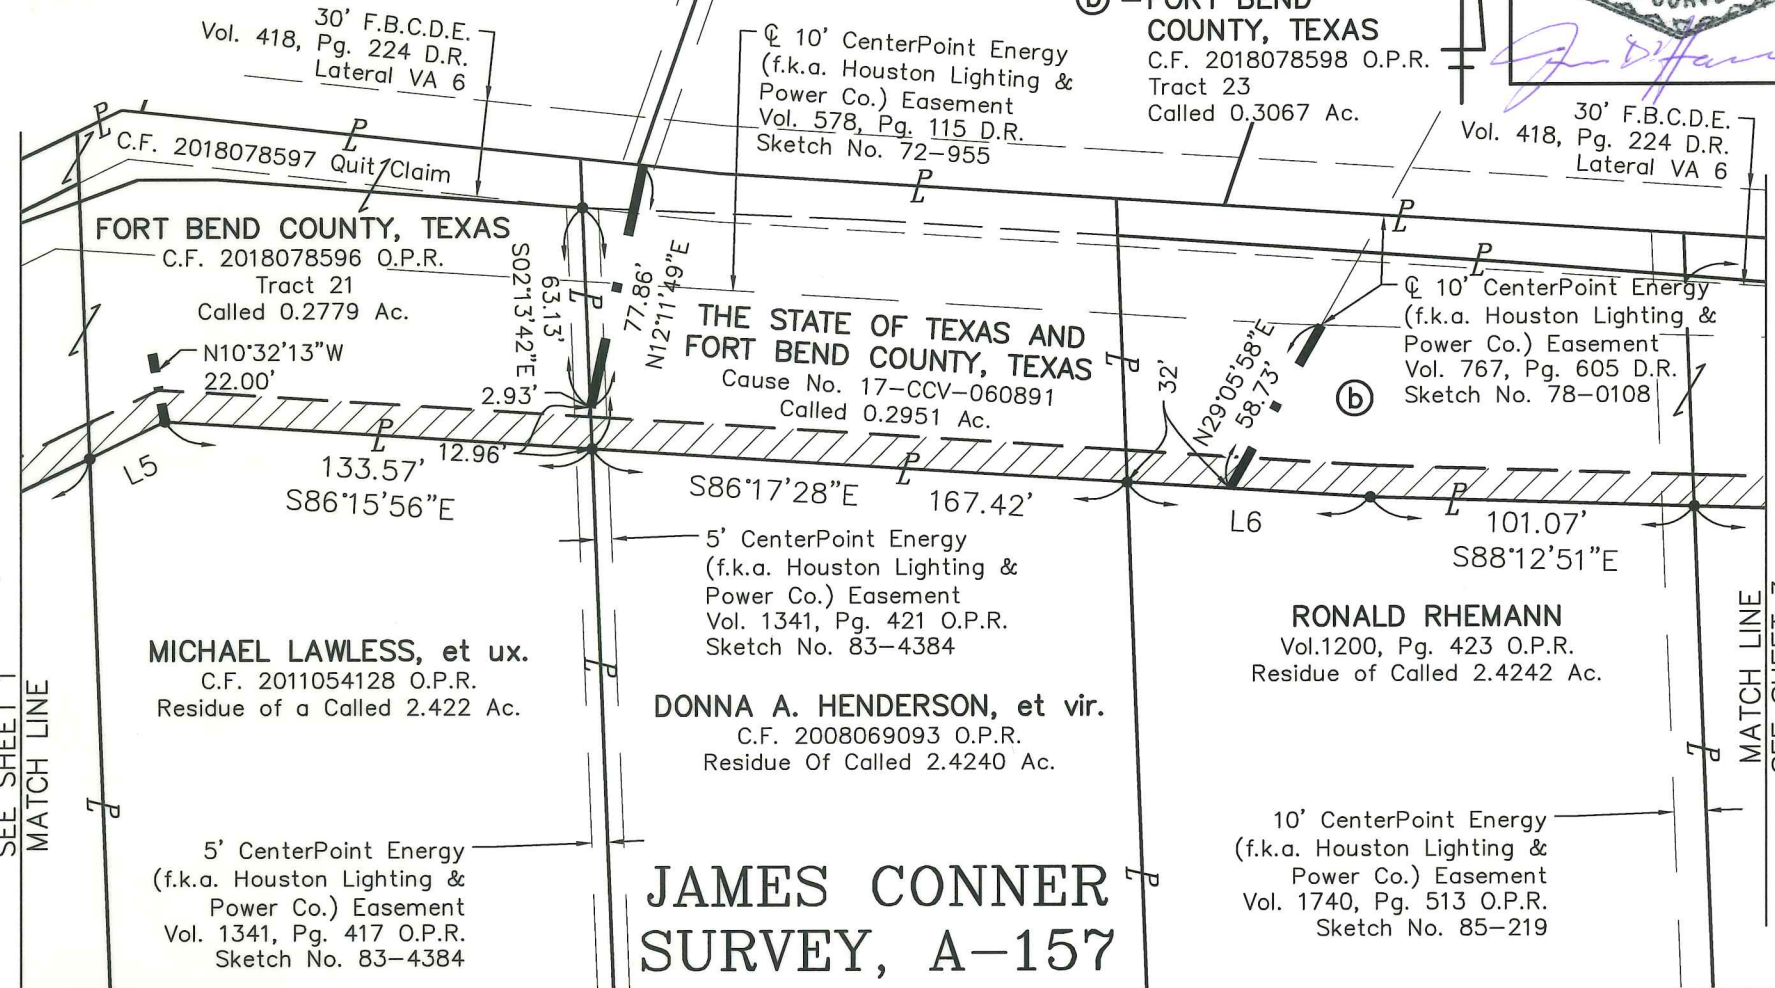 30' F.B.C.D.E.
Vol. 418, Pg. 224 D.R.
Lateral VA 6
℄ 10' CenterPoint Energy
(f.k.a. Houston Lighting &
Power Co.) Easement
Vol. 578, Pg. 115 D.R.
Sketch No. 72-955
ⓑ - FORT BEND
COUNTY, TEXAS
C.F. 2018078598 O.P.R.
Tract 23
Called 0.3067 Ac.
30' F.B.C.D.E.
Vol. 418, Pg. 224 D.R.
Lateral VA 6
C.F. 2018078597 Quit Claim
FORT BEND COUNTY, TEXAS
C.F. 2018078596 O.P.R.
Tract 21
Called 0.2779 Ac.
N10°32'13"W
22.00'
S02°13'42"E
63.13'
2.93'
77.86'
N12°11'49"E
THE STATE OF TEXAS AND
FORT BEND COUNTY, TEXAS
Cause No. 17-CCV-060891
Called 0.2951 Ac.
32'
N29°05'58"E
58.73'
ⓑ
℄ 10' CenterPoint Energy
(f.k.a. Houston Lighting &
Power Co.) Easement
Vol. 767, Pg. 605 D.R.
Sketch No. 78-0108
L5
133.57'
12.96'
S86°15'56"E
S86°17'28"E
167.42'
L6
101.07'
S88°12'51"E
5' CenterPoint Energy
(f.k.a. Houston Lighting &
Power Co.) Easement
Vol. 1341, Pg. 421 O.P.R.
Sketch No. 83-4384
MICHAEL LAWLESS, et ux.
C.F. 2011054128 O.P.R.
Residue of a Called 2.422 Ac.
DONNA A. HENDERSON, et vir.
C.F. 2008069093 O.P.R.
Residue Of Called 2.4240 Ac.
RONALD RHEMANN
Vol.1200, Pg. 423 O.P.R.
Residue of Called 2.4242 Ac.
SEE SHEET 1
MATCH LINE
MATCH LINE
SEE SHEET
5' CenterPoint Energy
(f.k.a. Houston Lighting &
Power Co.) Easement
Vol. 1341, Pg. 417 O.P.R.
Sketch No. 83-4384
JAMES CONNER
SURVEY, A-157
10' CenterPoint Energy
(f.k.a. Houston Lighting &
Power Co.) Easement
Vol. 1740, Pg. 513 O.P.R.
Sketch No. 85-219